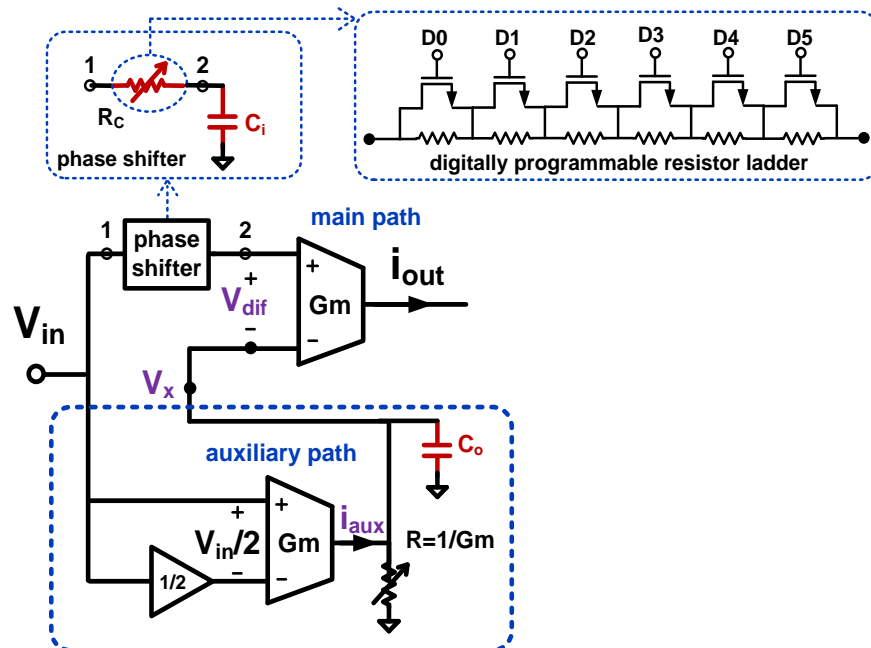 D0 D1 D2 D3 D4 D5
digitally programmable resistor ladder
1 2
R_C
C_i
phase shifter
main path
1 2
phase
shifter
+
V_dif
-
+
Gm
-
i_out
V_in
V_x
auxiliary path
C_o
+
V_in/2
-
+
Gm
-
i_aux
R=1/Gm
1/2